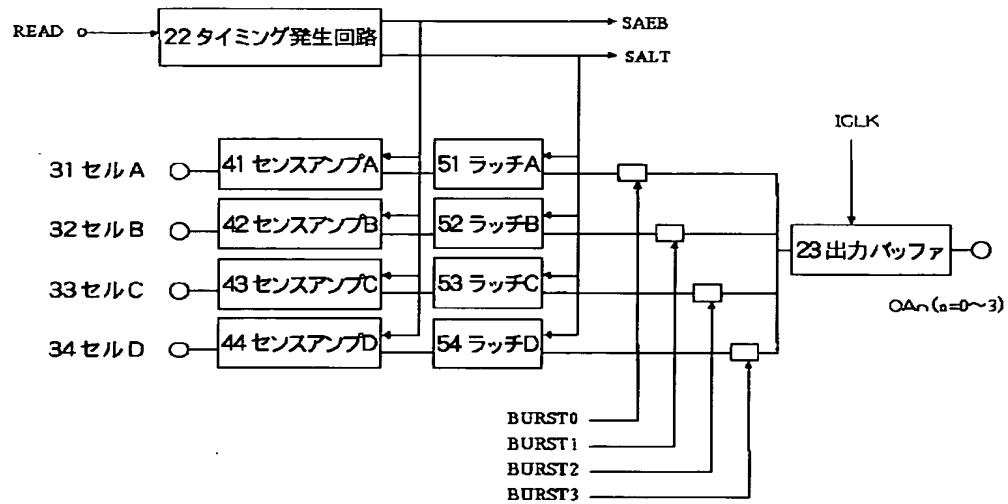 READ
22 タイミング発生回路
SAEB
SALT
ICLK
31 セル A
41 センスアンプA
51 ラッチA
32 セル B
42 センスアンプB
52 ラッチB
23 出力バッファ
33 セル C
43 センスアンプC
53 ラッチC
OAn (n=0～3)
34 セル D
44 センスアンプD
54 ラッチD
BURST0
BURST1
BURST2
BURST3